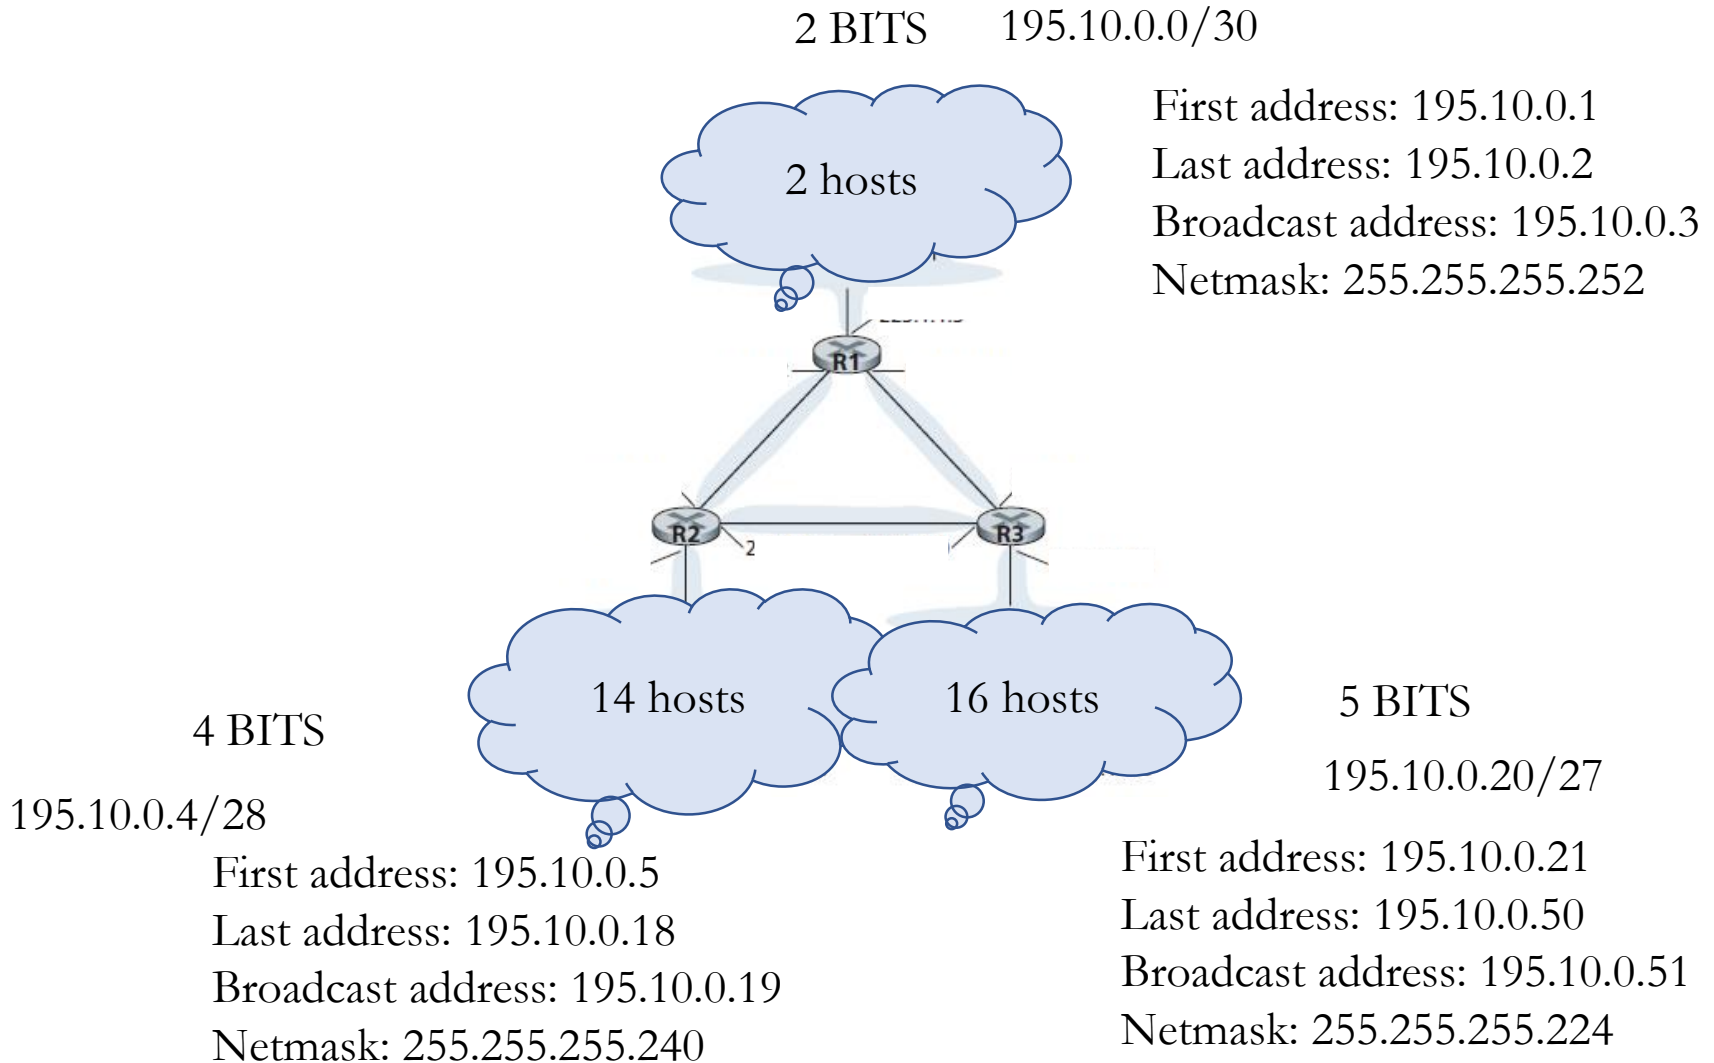 2 BITS 195.10.0.0/30
First address: 195.10.0.1
Last address: 195.10.0.2
Broadcast address: 195.10.0.3
Netmask: 255.255.255.252
2 hosts
R1
R2
2
R3
14 hosts
16 hosts
4 BITS
195.10.0.4/28
First address: 195.10.0.5
Last address: 195.10.0.18
Broadcast address: 195.10.0.19
Netmask: 255.255.255.240
5 BITS
195.10.0.20/27
First address: 195.10.0.21
Last address: 195.10.0.50
Broadcast address: 195.10.0.51
Netmask: 255.255.255.224